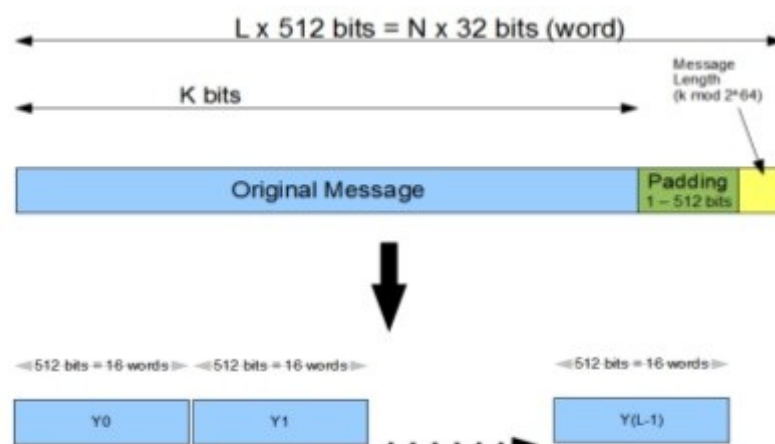 L x 512 bits = N x 32 bits (word)
Message
Length
(k mod 2^64)
K bits
Original Message
Padding
1 – 512 bits
512 bits = 16 words
512 bits = 16 words
512 bits = 16 words
Y0
Y1
Y(L-1)